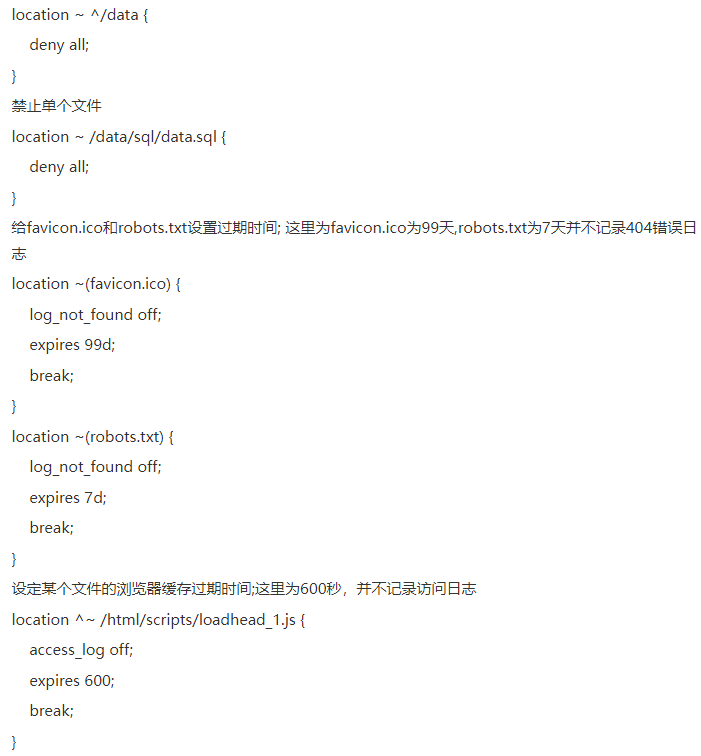 location ~ ^/data {
deny all;
}
禁止单个文件
location ~ /data/sql/data.sql {
deny all;
}
给favicon.ico和robots.txt设置过期时间; 这里为favicon.ico为99天,robots.txt为7天并不记录404错误日
志
location ~(favicon.ico) {
log_not_found off;
expires 99d;
break;
}
location ~(robots.txt) {
log_not_found off;
expires 7d;
break;
}
设定某个文件的浏览器缓存过期时间;这里为600秒，并不记录访问日志
location ^~ /html/scripts/loadhead_1.js {
access_log off;
expires 600;
break;
}